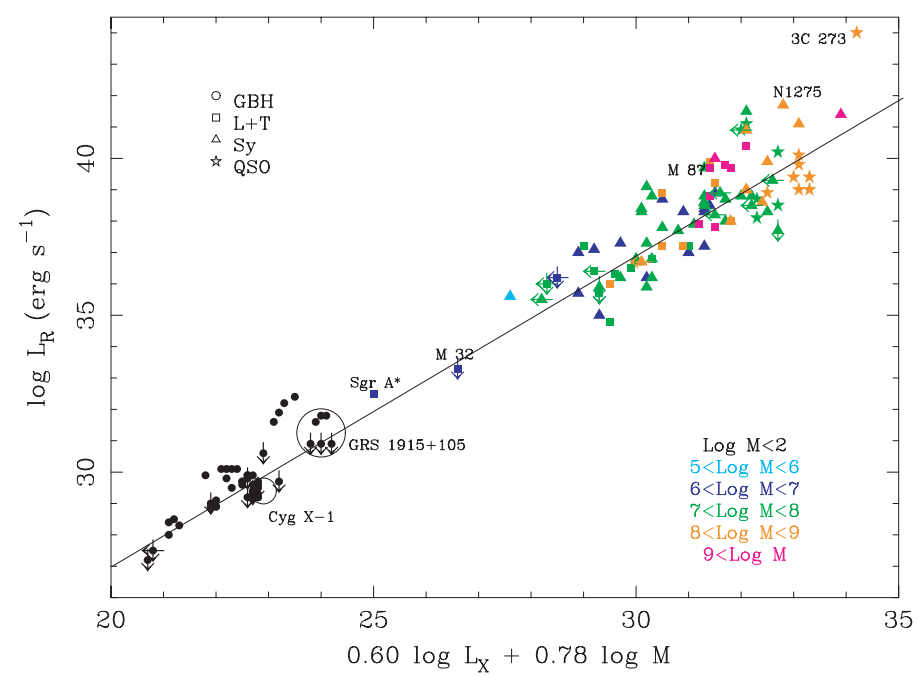 3C 273
N1275
GBH
L+T
Sy
QSO
M 87
M 32
Sgr A*
GRS 1915+105
Cyg X-1
Log M<2
5<Log M<6
6<Log M<7
7<Log M<8
8<Log M<9
9<Log M
40
35
30
log L_R (erg s⁻¹)
20 25 30 35
0.60 log L_X + 0.78 log M